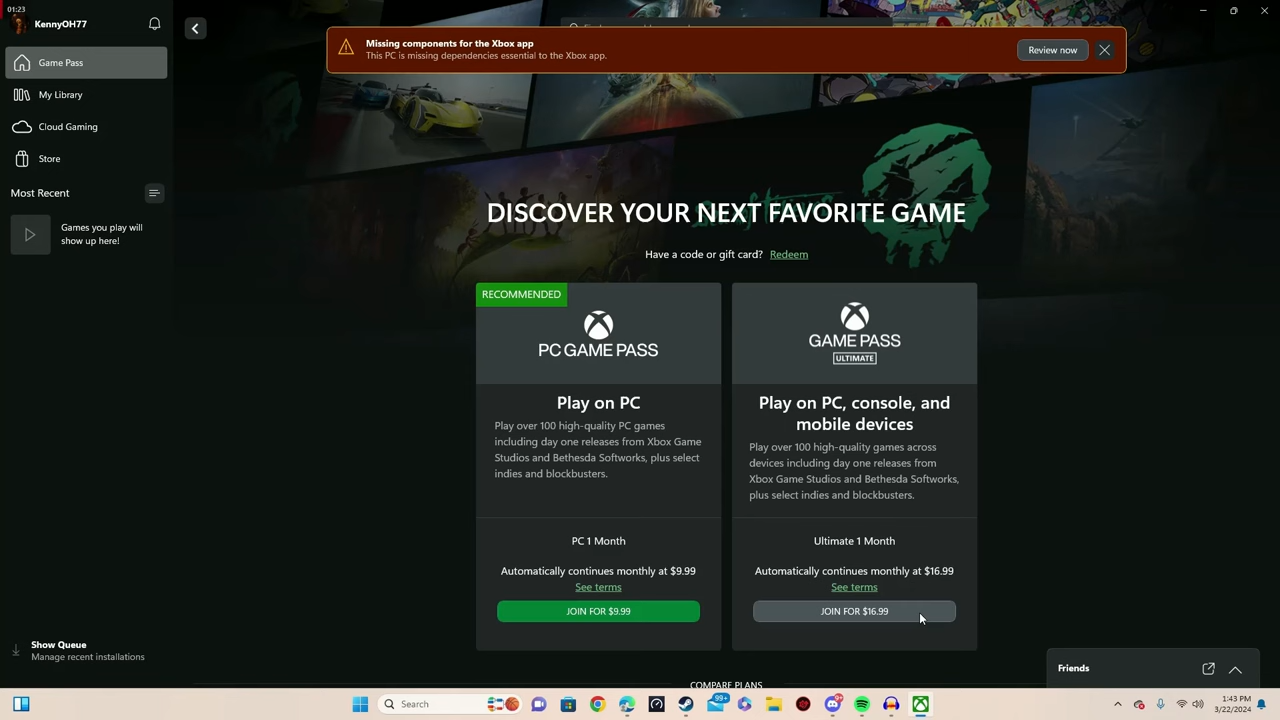 01:23
KennyOH77
Missing components for the Xbox app
This PC is missing dependencies essential to the Xbox app.
Review now
Game Pass
My Library
Cloud Gaming
Store
Most Recent
Games you play will
show up here!
DISCOVER YOUR NEXT FAVORITE GAME
Have a code or gift card? Redeem
RECOMMENDED
PC GAME PASS
Play on PC
Play over 100 high-quality PC games
including day one releases from Xbox Game
Studios and Bethesda Softworks, plus select
indies and blockbusters.
PC 1 Month
Automatically continues monthly at $9.99
See terms
JOIN FOR $9.99
GAME PASS
ULTIMATE
Play on PC, console, and
mobile devices
Play over 100 high-quality games across
devices including day one releases from
Xbox Game Studios and Bethesda Softworks,
plus select indies and blockbusters.
Ultimate 1 Month
Automatically continues monthly at $16.99
See terms
JOIN FOR $16.99
COMPARE PLANS
Show Queue
Manage recent installations
Friends
Search
99+
1:43 PM
3/22/2024